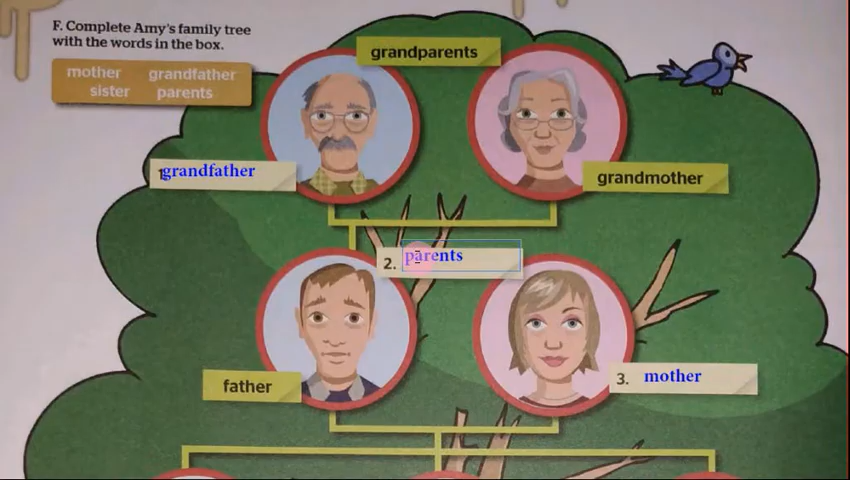 F. Complete Amy's family tree
with the words in the box.
mother grandfather
sister parents
grandparents
1. grandfather
grandmother
2. parents
father
3. mother